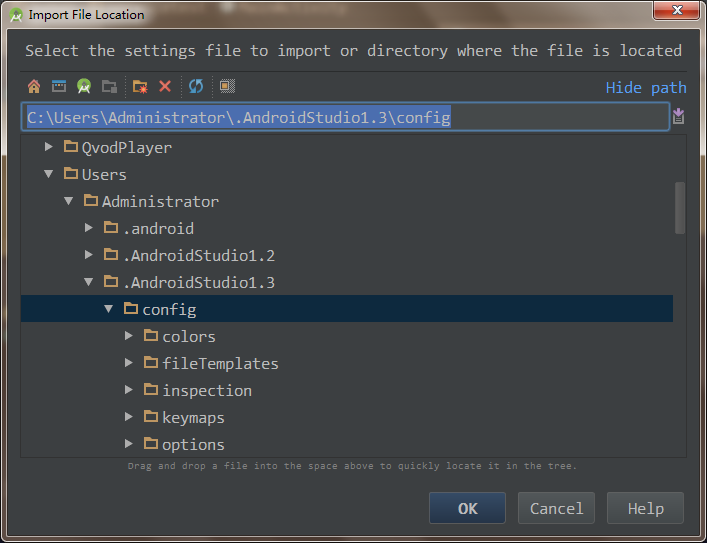 Import File Location
Select the settings file to import or directory where the file is located
Hide path
C:\Users\Administrator\.AndroidStudio1.3\config
QvodPlayer
Users
Administrator
.android
.AndroidStudio1.2
.AndroidStudio1.3
config
colors
fileTemplates
inspection
keymaps
options
Drag and drop a file into the space above to quickly locate it in the tree.
OK
Cancel
Help